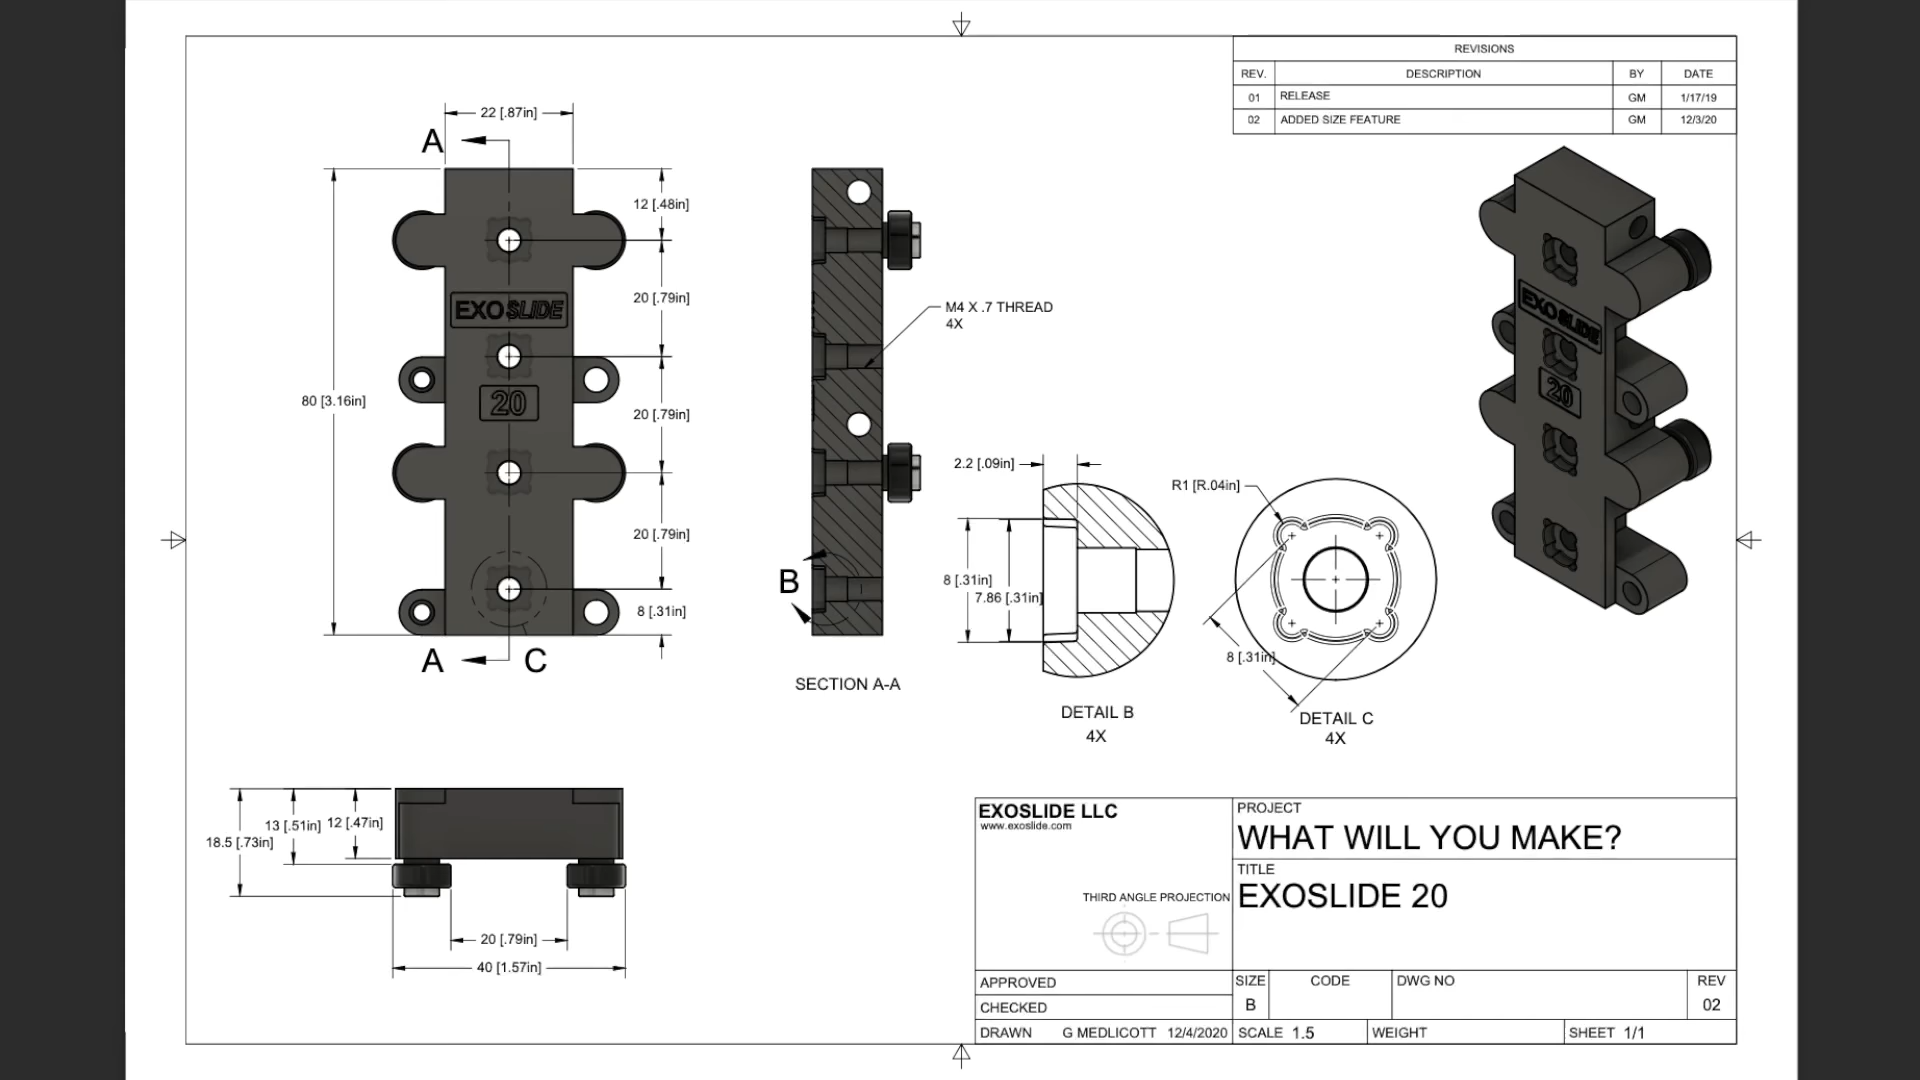 REVISIONS
REV. DESCRIPTION BY DATE
01 RELEASE GM 1/17/19
02 ADDED SIZE FEATURE GM 12/3/20
22 [.87in]
A
12 [.48in]
20 [.79in]
EXOSLIDE
20 [.79in]
20
80 [3.16in]
20 [.79in]
8 [.31in]
A C
M4 X .7 THREAD
4X
B
SECTION A-A
2.2 [.09in]
8 [.31in]
7.86 [.31in]
DETAIL B
4X
R1 [R.04in]
8 [.31in]
DETAIL C
4X
EXO SLIDE
20
18.5 [.73in]
13 [.51in]
12 [.47in]
20 [.79in]
40 [1.57in]
EXOSLIDE LLC
www.exoslide.com
THIRD ANGLE PROJECTION
PROJECT
WHAT WILL YOU MAKE?
TITLE
EXOSLIDE 20
APPROVED
CHECKED
DRAWN G MEDLICOTT 12/4/2020
SIZE CODE DWG NO REV
B 02
SCALE 1.5 WEIGHT SHEET 1/1